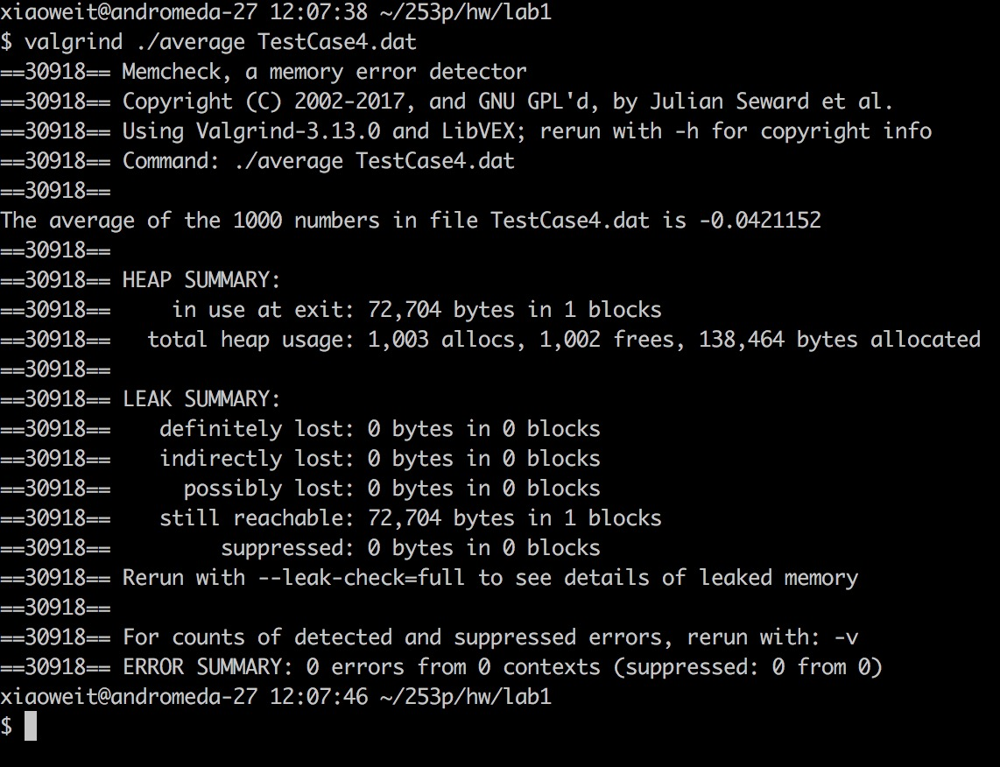 xiaoweit@andromeda-27 12:07:38 ~/253p/hw/lab1
$ valgrind ./average TestCase4.dat
==30918== Memcheck, a memory error detector
==30918== Copyright (C) 2002-2017, and GNU GPL'd, by Julian Seward et al.
==30918== Using Valgrind-3.13.0 and LibVEX; rerun with -h for copyright info
==30918== Command: ./average TestCase4.dat
==30918==
The average of the 1000 numbers in file TestCase4.dat is -0.0421152
==30918==
==30918== HEAP SUMMARY:
==30918==     in use at exit: 72,704 bytes in 1 blocks
==30918==   total heap usage: 1,003 allocs, 1,002 frees, 138,464 bytes allocated
==30918==
==30918== LEAK SUMMARY:
==30918==    definitely lost: 0 bytes in 0 blocks
==30918==    indirectly lost: 0 bytes in 0 blocks
==30918==      possibly lost: 0 bytes in 0 blocks
==30918==    still reachable: 72,704 bytes in 1 blocks
==30918==         suppressed: 0 bytes in 0 blocks
==30918== Rerun with --leak-check=full to see details of leaked memory
==30918==
==30918== For counts of detected and suppressed errors, rerun with: -v
==30918== ERROR SUMMARY: 0 errors from 0 contexts (suppressed: 0 from 0)
xiaoweit@andromeda-27 12:07:46 ~/253p/hw/lab1
$